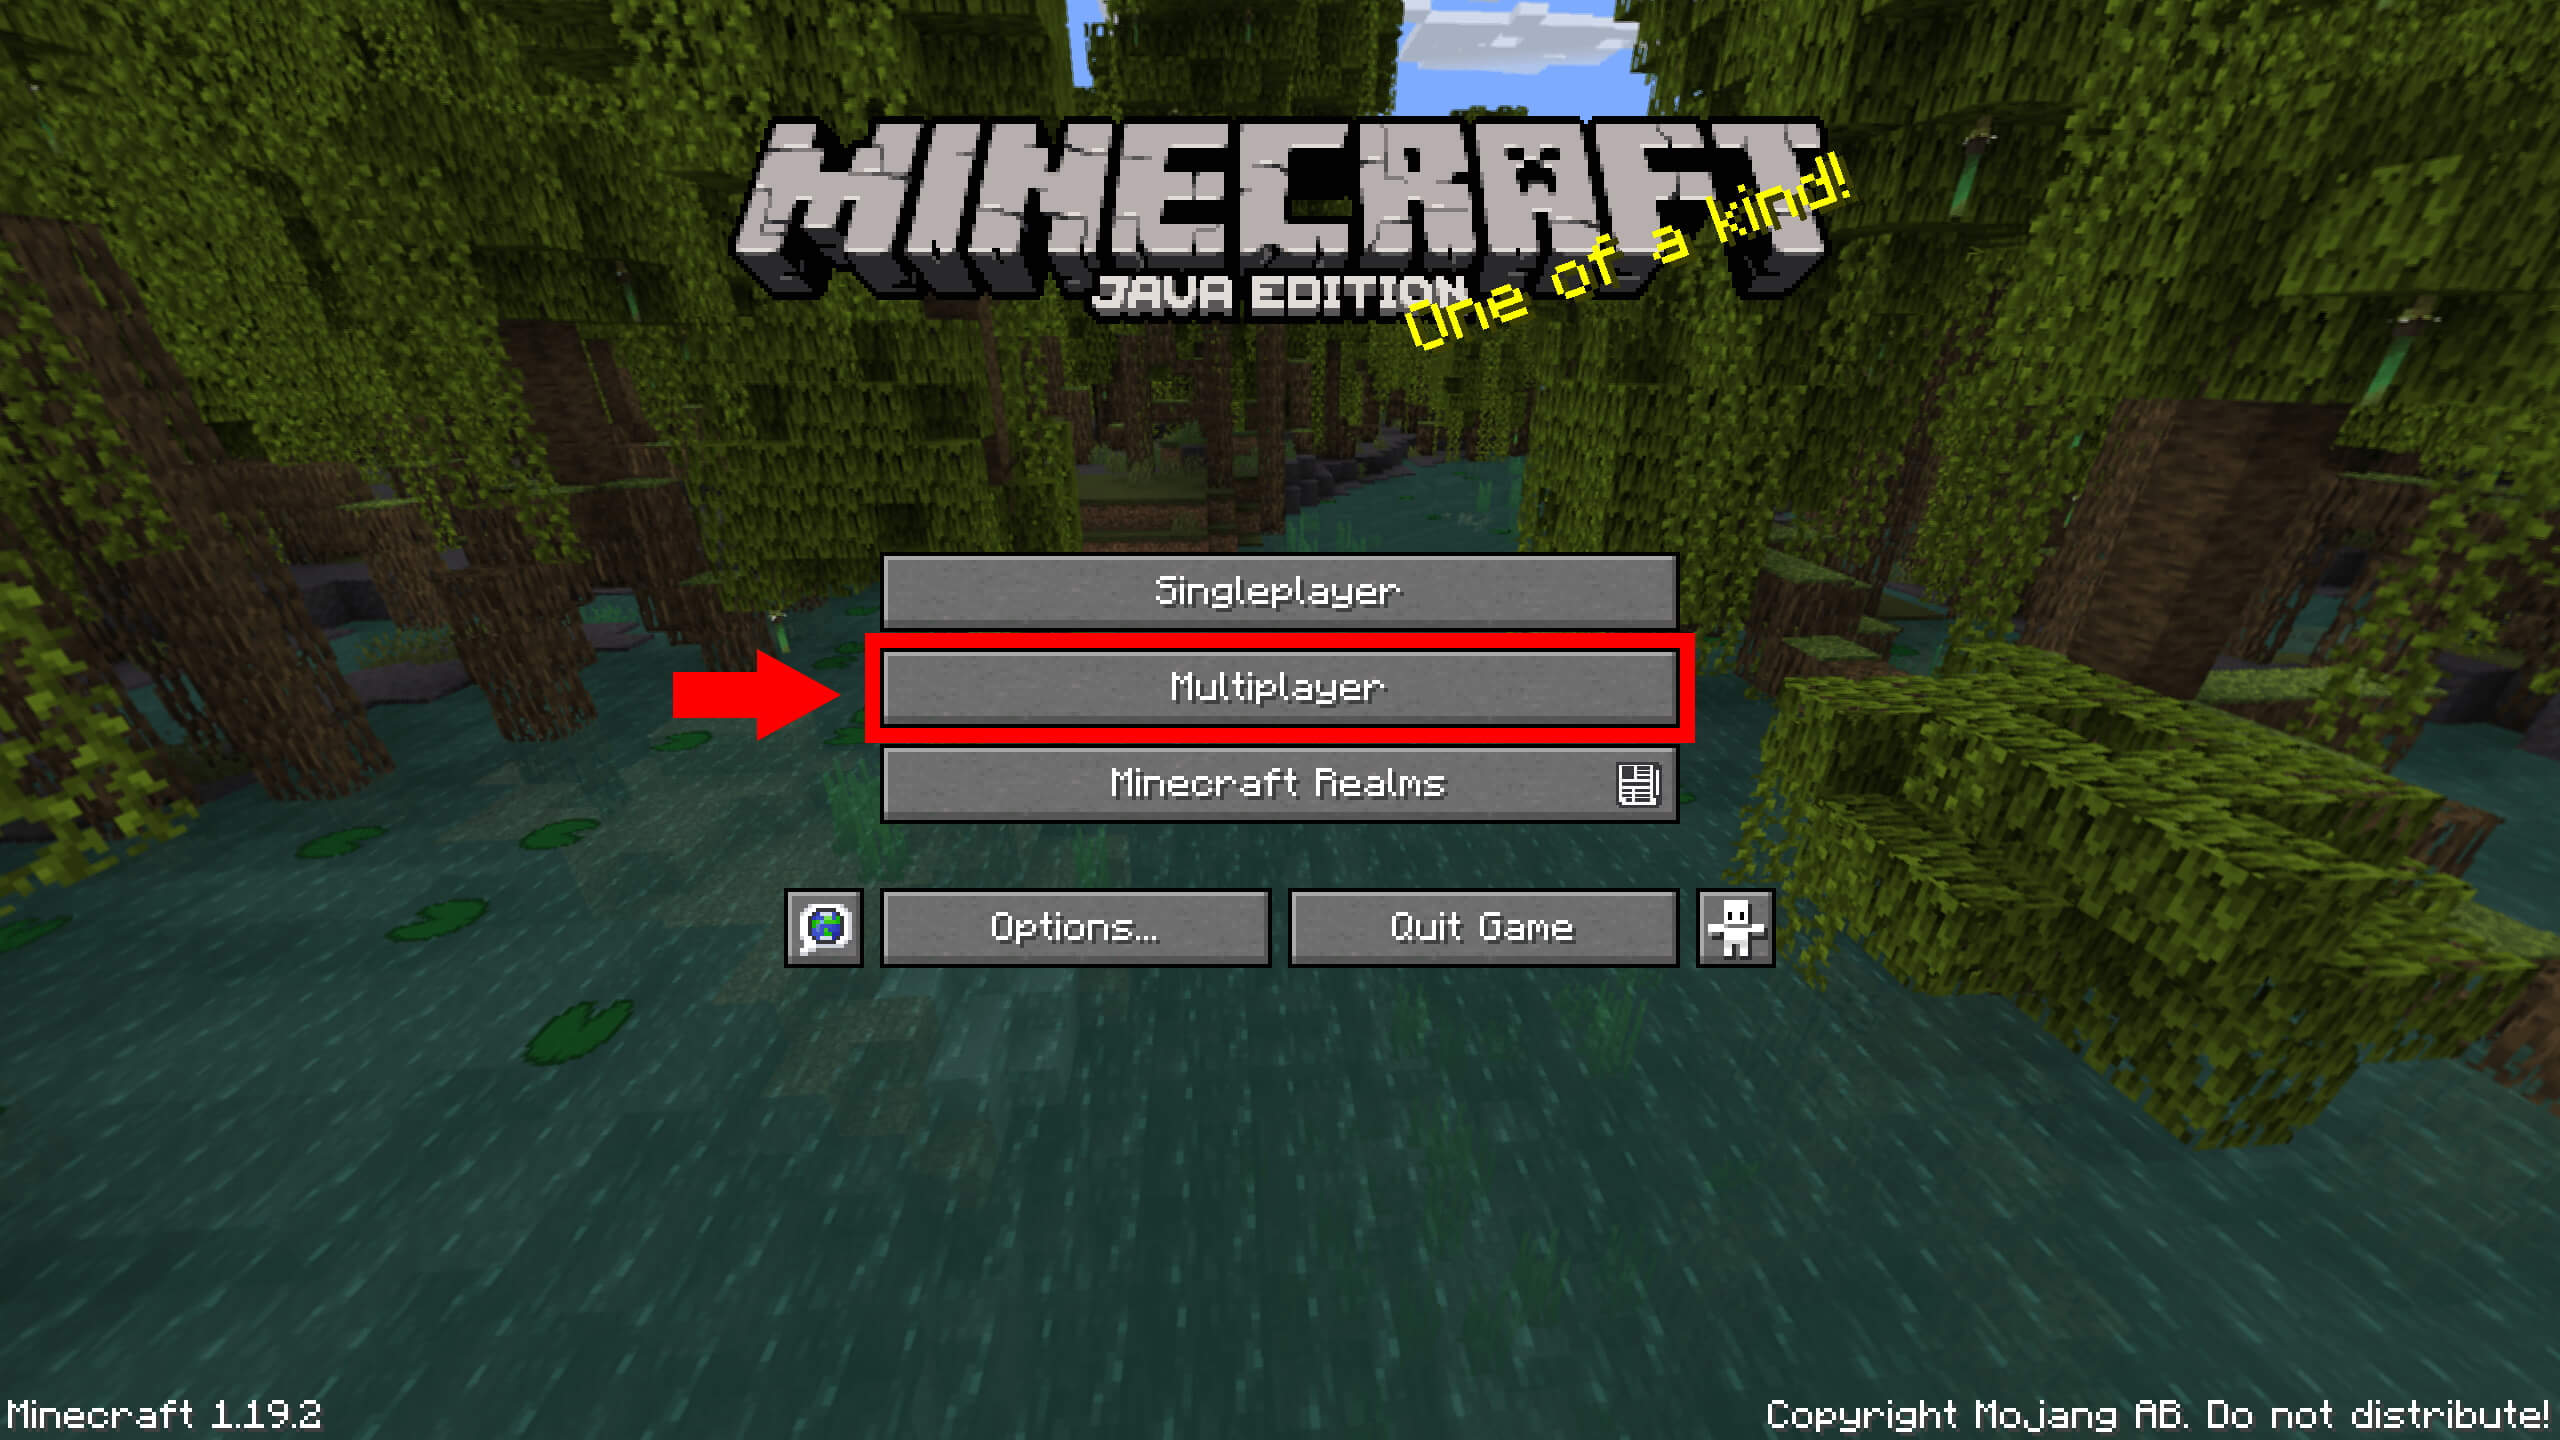 MINECRAFT
JAVA EDITION
One of a kind!
Singleplayer
Multiplayer
Minecraft Realms
Options...
Quit Game
Minecraft 1.19.2
Copyright Mojang AB. Do not distribute!